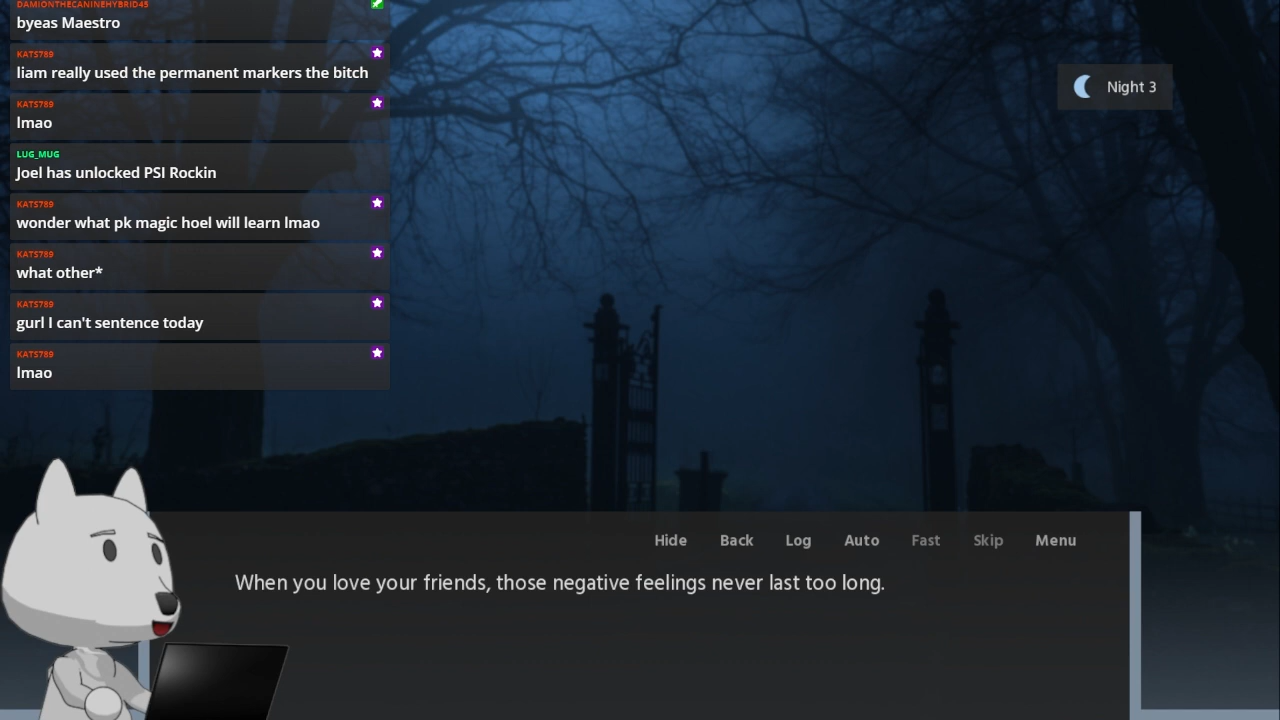 DAMIONTHECANINEHYBRID45
byeas Maestro
KATS789
liam really used the permanent markers the bitch
KATS789
lmao
LUG_MUG
Joel has unlocked PSI Rockin
KATS789
wonder what pk magic hoel will learn lmao
KATS789
what other*
KATS789
gurl I can't sentence today
KATS789
lmao
Night 3
Hide Back Log Auto Fast Skip Menu
When you love your friends, those negative feelings never last too long.